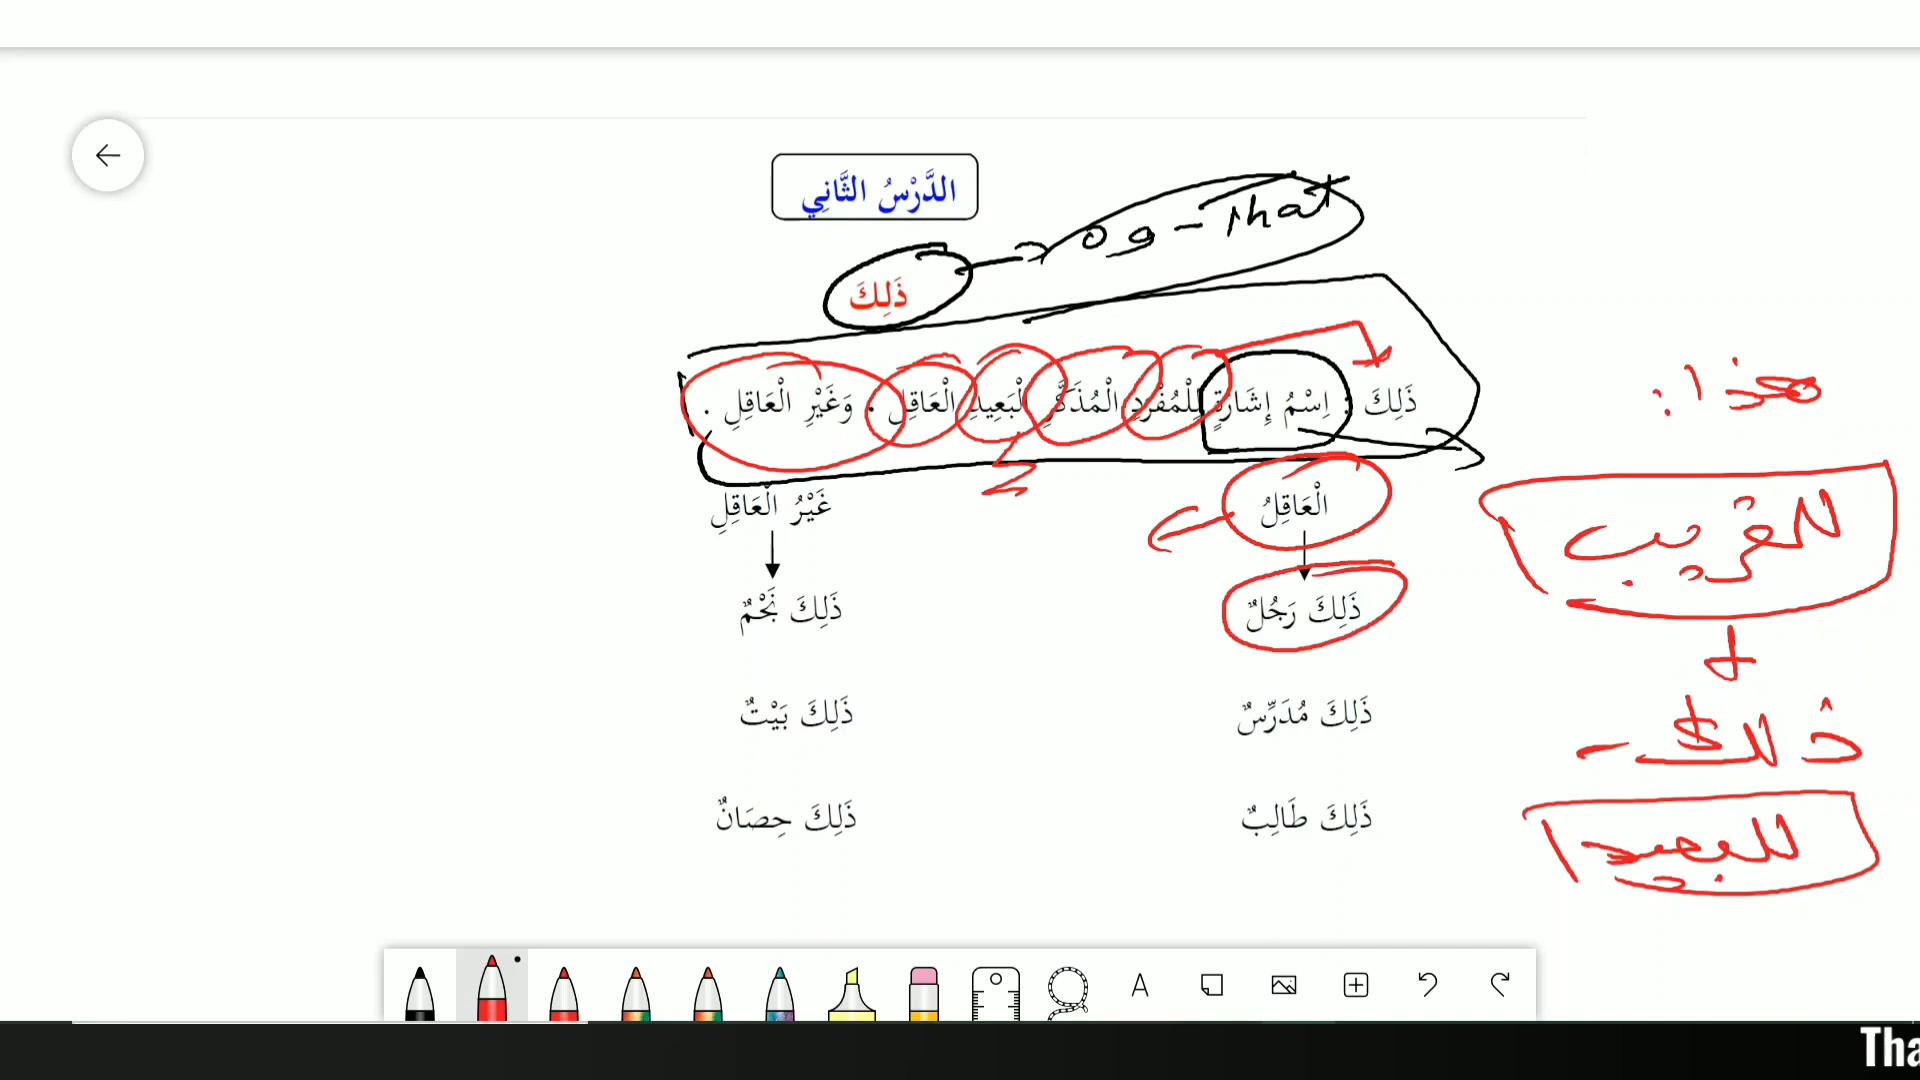 الدَّرْسُ الثَّانِي
ذَلِكَ
ও - That
ذَلِكَ : اِسْمُ إِشَارَةٍ لِلْمُفْرَدِ الْمُذَكَّرِ الْبَعِيدِ الْعَاقِلِ . وَغَيْرِ الْعَاقِلِ .
هذا :
الْعَاقِلُ غَيْرُ الْعَاقِلِ
للقريب
ذَلِكَ رَجُلٌ ذَلِكَ نَجْمٌ
ذَلِكَ مُدَرِّسٌ ذَلِكَ بَيْتٌ
ذلك -
ذَلِكَ طَالِبٌ ذَلِكَ حِصَانٌ
للبعيد
A
Tha